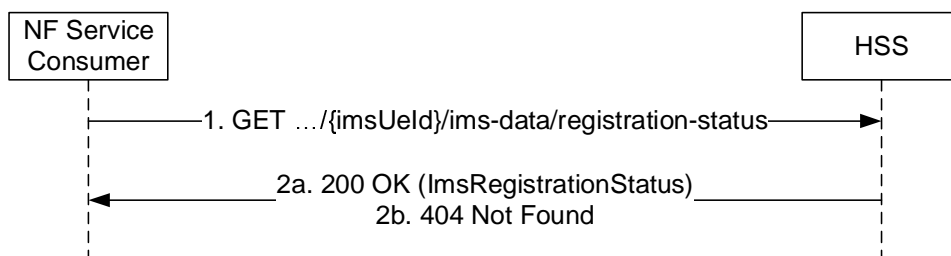 NF Service
Consumer
HSS
1. GET …/{imsUeId}/ims-data/registration-status
2a. 200 OK (ImsRegistrationStatus)
2b. 404 Not Found